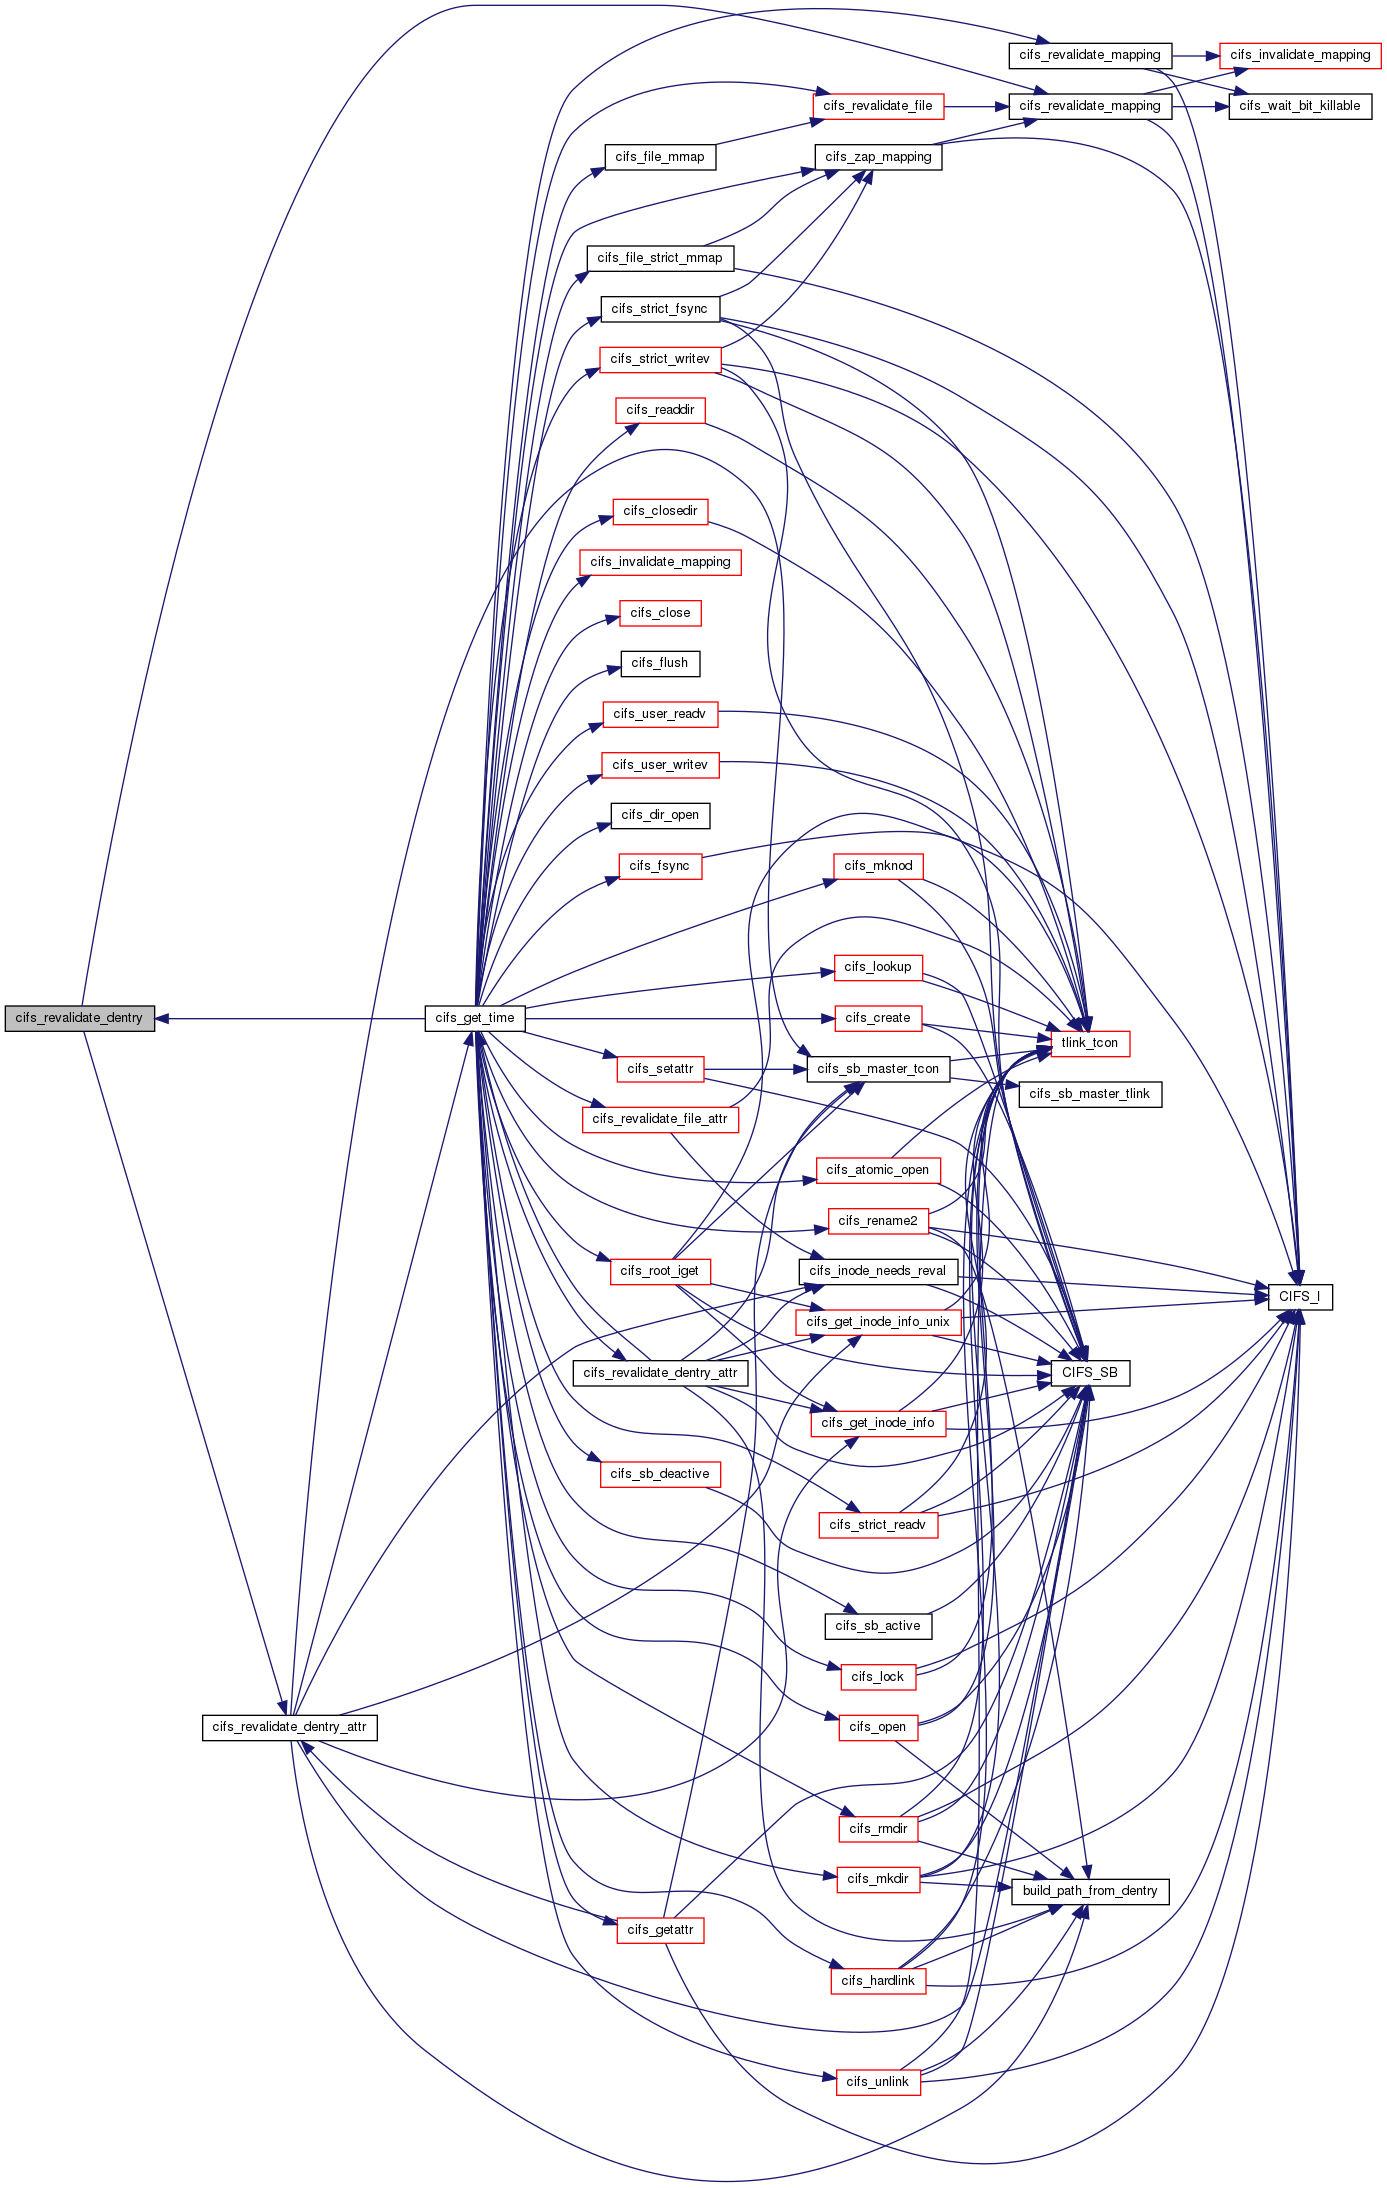 cifs_revalidate_mapping
cifs_invalidate_mapping
cifs_revalidate_file
cifs_revalidate_mapping
cifs_wait_bit_killable
cifs_file_mmap
cifs_zap_mapping
cifs_file_strict_mmap
cifs_strict_fsync
cifs_strict_writev
cifs_readdir
cifs_closedir
cifs_invalidate_mapping
cifs_close
cifs_flush
cifs_user_readv
cifs_user_writev
cifs_dir_open
cifs_fsync
cifs_mknod
cifs_lookup
cifs_revalidate_dentry
cifs_get_time
cifs_create
tlink_tcon
cifs_setattr
cifs_sb_master_tcon
cifs_sb_master_tlink
cifs_revalidate_file_attr
cifs_atomic_open
cifs_rename2
cifs_root_iget
cifs_inode_needs_reval
CIFS_I
cifs_get_inode_info_unix
cifs_revalidate_dentry_attr
CIFS_SB
cifs_get_inode_info
cifs_sb_deactive
cifs_strict_readv
cifs_sb_active
cifs_lock
cifs_revalidate_dentry_attr
cifs_open
cifs_rmdir
cifs_mkdir
build_path_from_dentry
cifs_getattr
cifs_hardlink
cifs_unlink